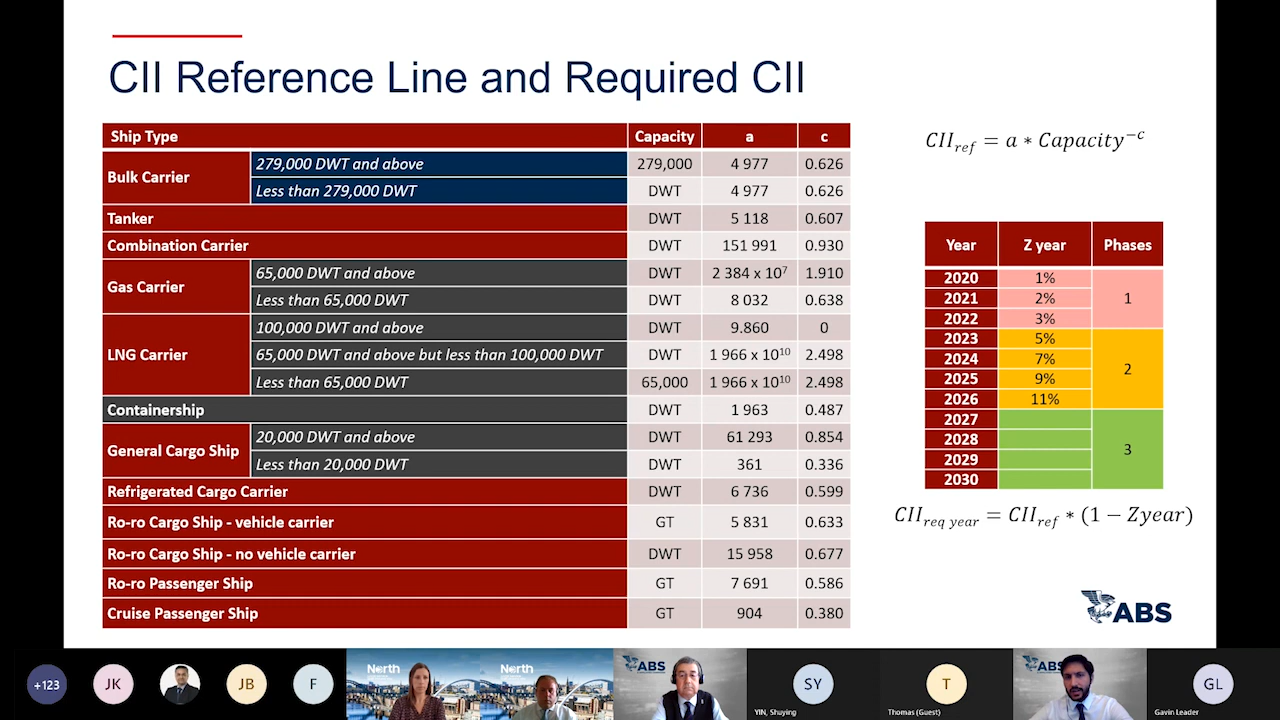 CII Reference Line and Required CII
Ship Type Capacity a c
Bulk Carrier
279,000 DWT and above 279,000 4 977 0.626
Less than 279,000 DWT DWT 4 977 0.626
Tanker DWT 5 118 0.607
Combination Carrier DWT 151 991 0.930
Gas Carrier
65,000 DWT and above DWT 2 384 x 10⁷ 1.910
Less than 65,000 DWT DWT 8 032 0.638
LNG Carrier
100,000 DWT and above DWT 9.860 0
65,000 DWT and above but less than 100,000 DWT DWT 1 966 x 10¹⁰ 2.498
Less than 65,000 DWT 65,000 1 966 x 10¹⁰ 2.498
Containership DWT 1 963 0.487
General Cargo Ship
20,000 DWT and above DWT 61 293 0.854
Less than 20,000 DWT DWT 361 0.336
Refrigerated Cargo Carrier DWT 6 736 0.599
Ro-ro Cargo Ship - vehicle carrier GT 5 831 0.633
Ro-ro Cargo Ship - no vehicle carrier DWT 15 958 0.677
Ro-ro Passenger Ship GT 7 691 0.586
Cruise Passenger Ship GT 904 0.380
CII_ref = a ∗ Capacity^−c
Year Z year Phases
2020 1%
2021 2% 1
2022 3%
2023 5%
2024 7% 2
2025 9%
2026 11%
2027
2028 3
2029
2030
CII_req year = CII_ref ∗ (1 − Zyear)
ABS
+123 JK JB F
North
North
ABS
SY
YIN, Shuying
T
Thomas (Guest)
ABS
GL
Gavin Leader